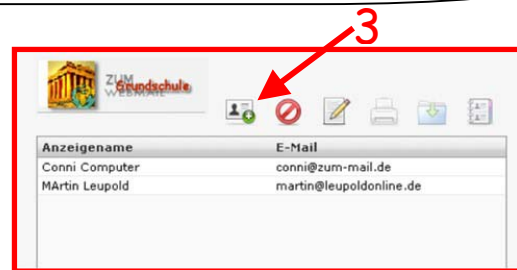 3
ZUM
Grundschule
WEBMAIL
Anzeigename E-Mail
Conni Computer conni@zum-mail.de
MArtin Leupold martin@leupoldonline.de